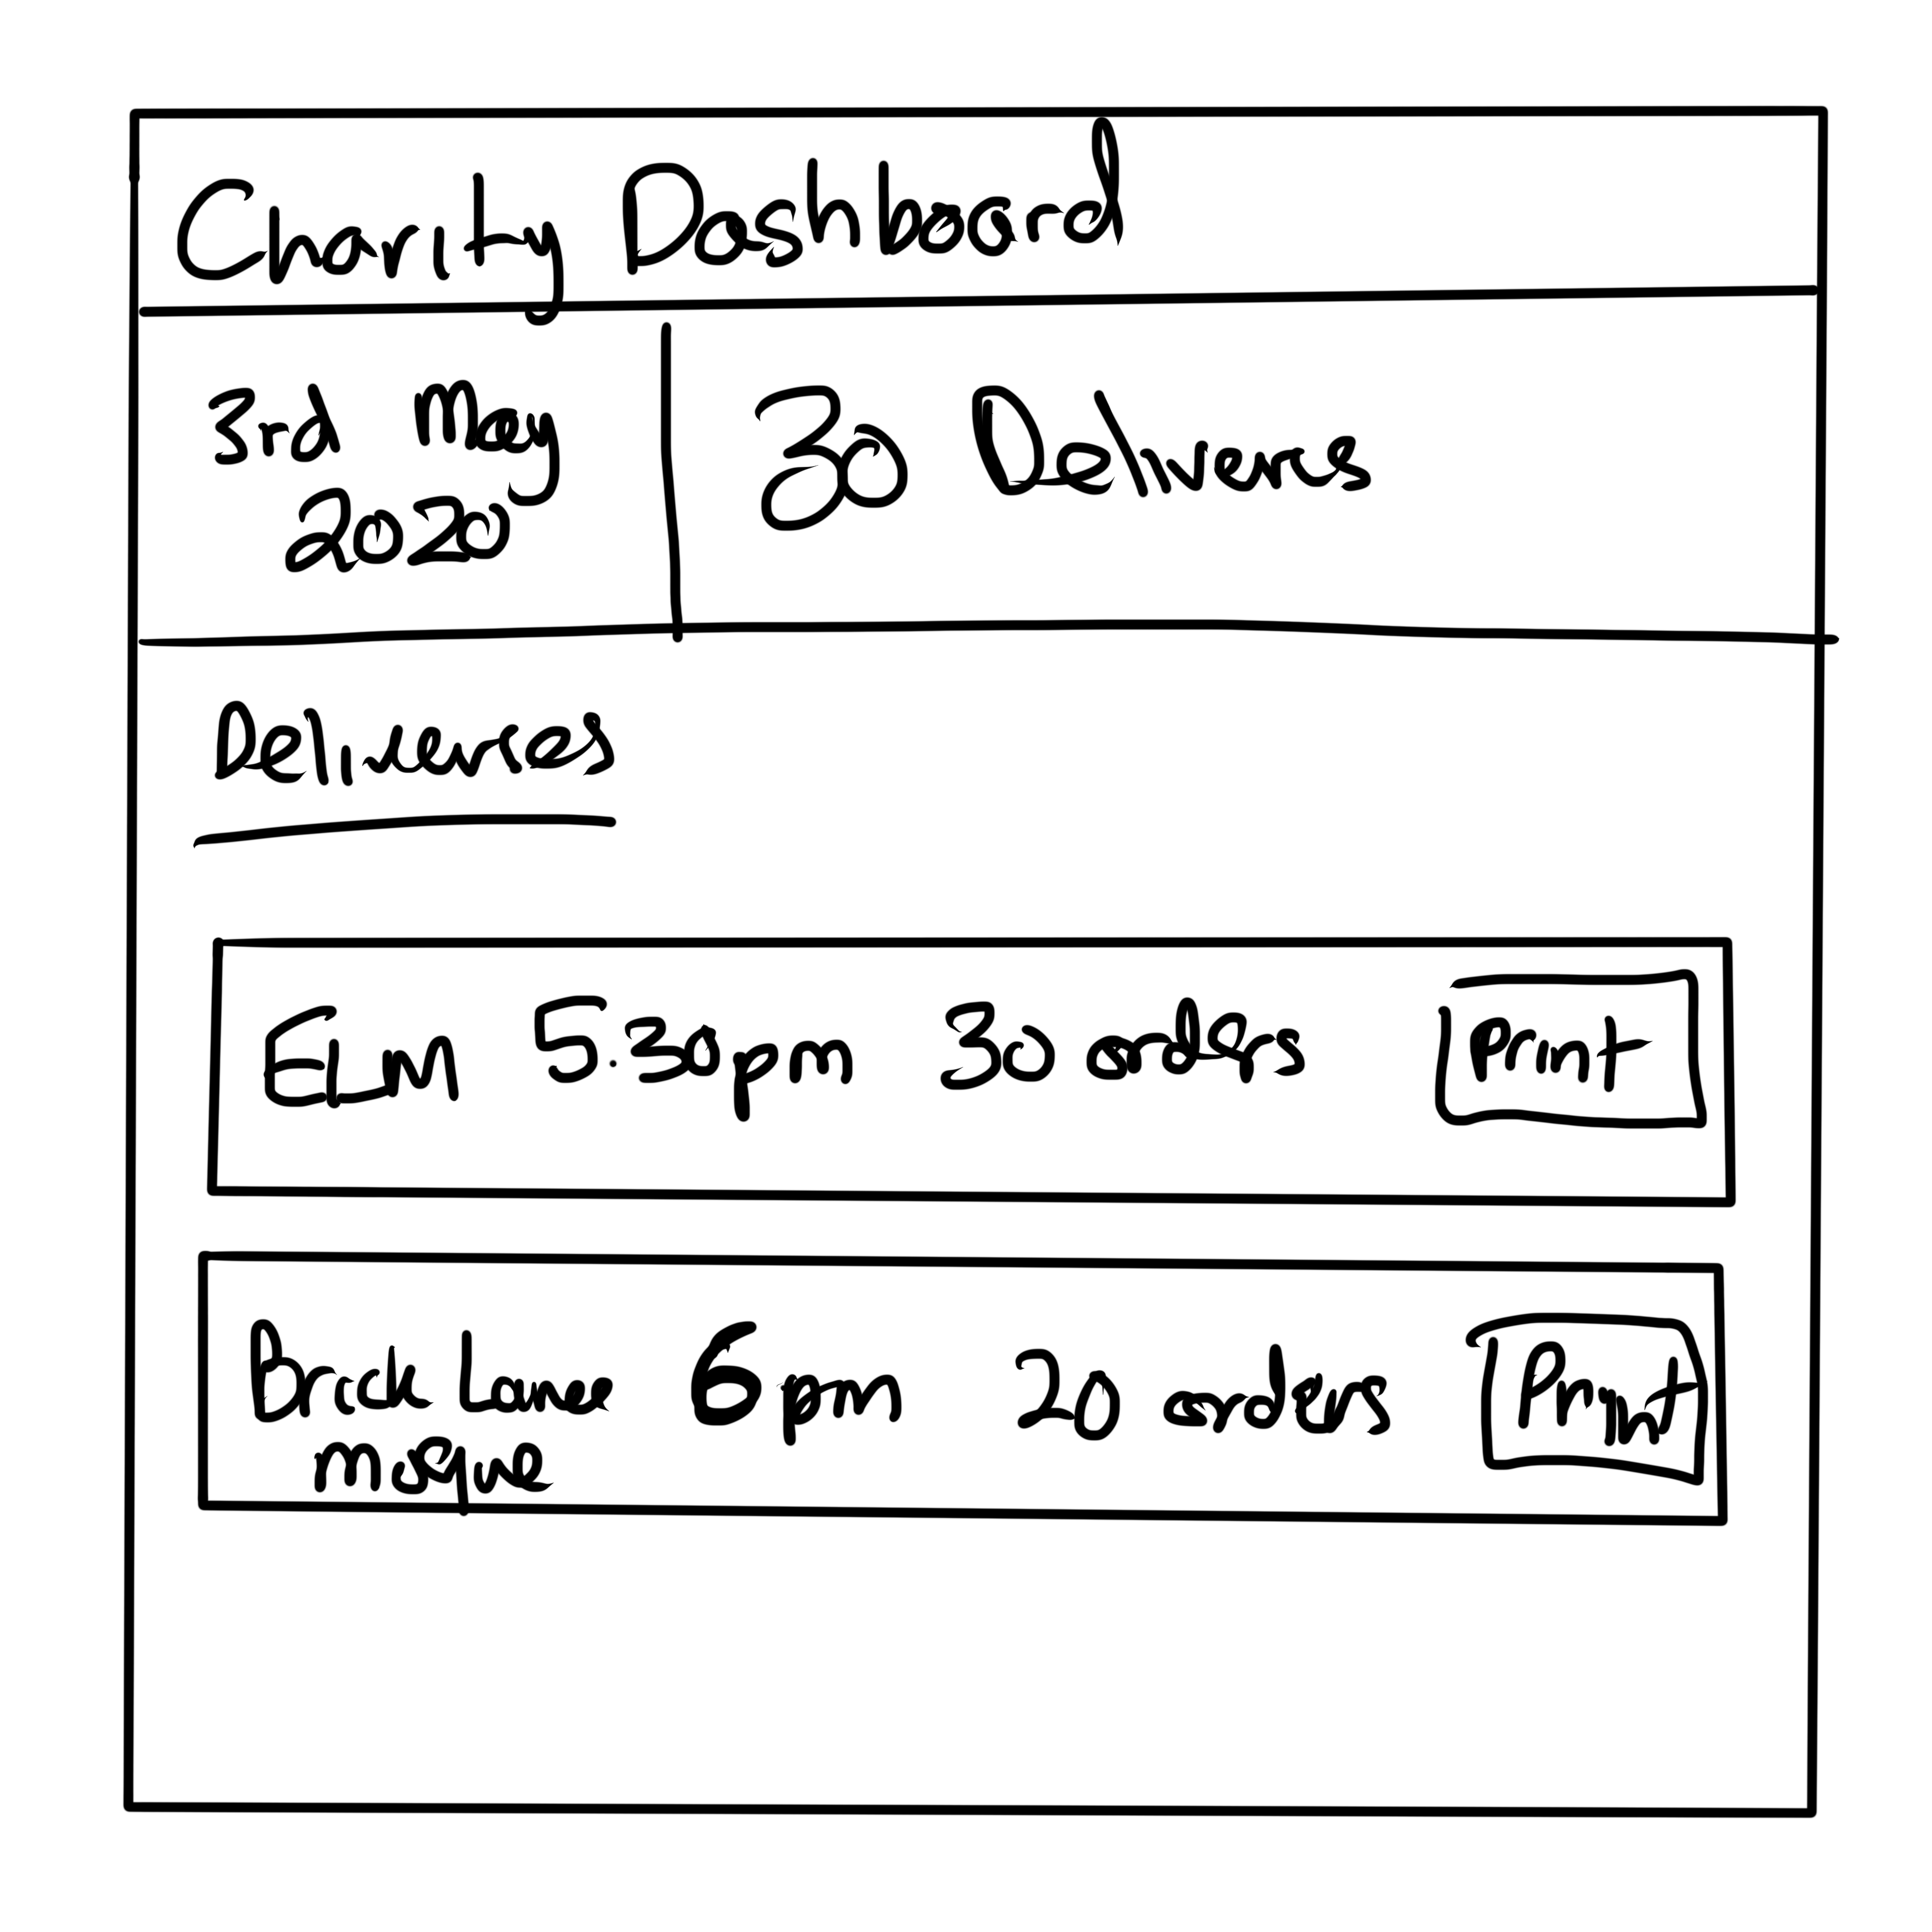 Charity Dashboard
3rd May
2020
30 Delivers
Deliveries
Elm 5:30pm 30 orders Print
brick Lane 6pm 20 orders Print
mosque